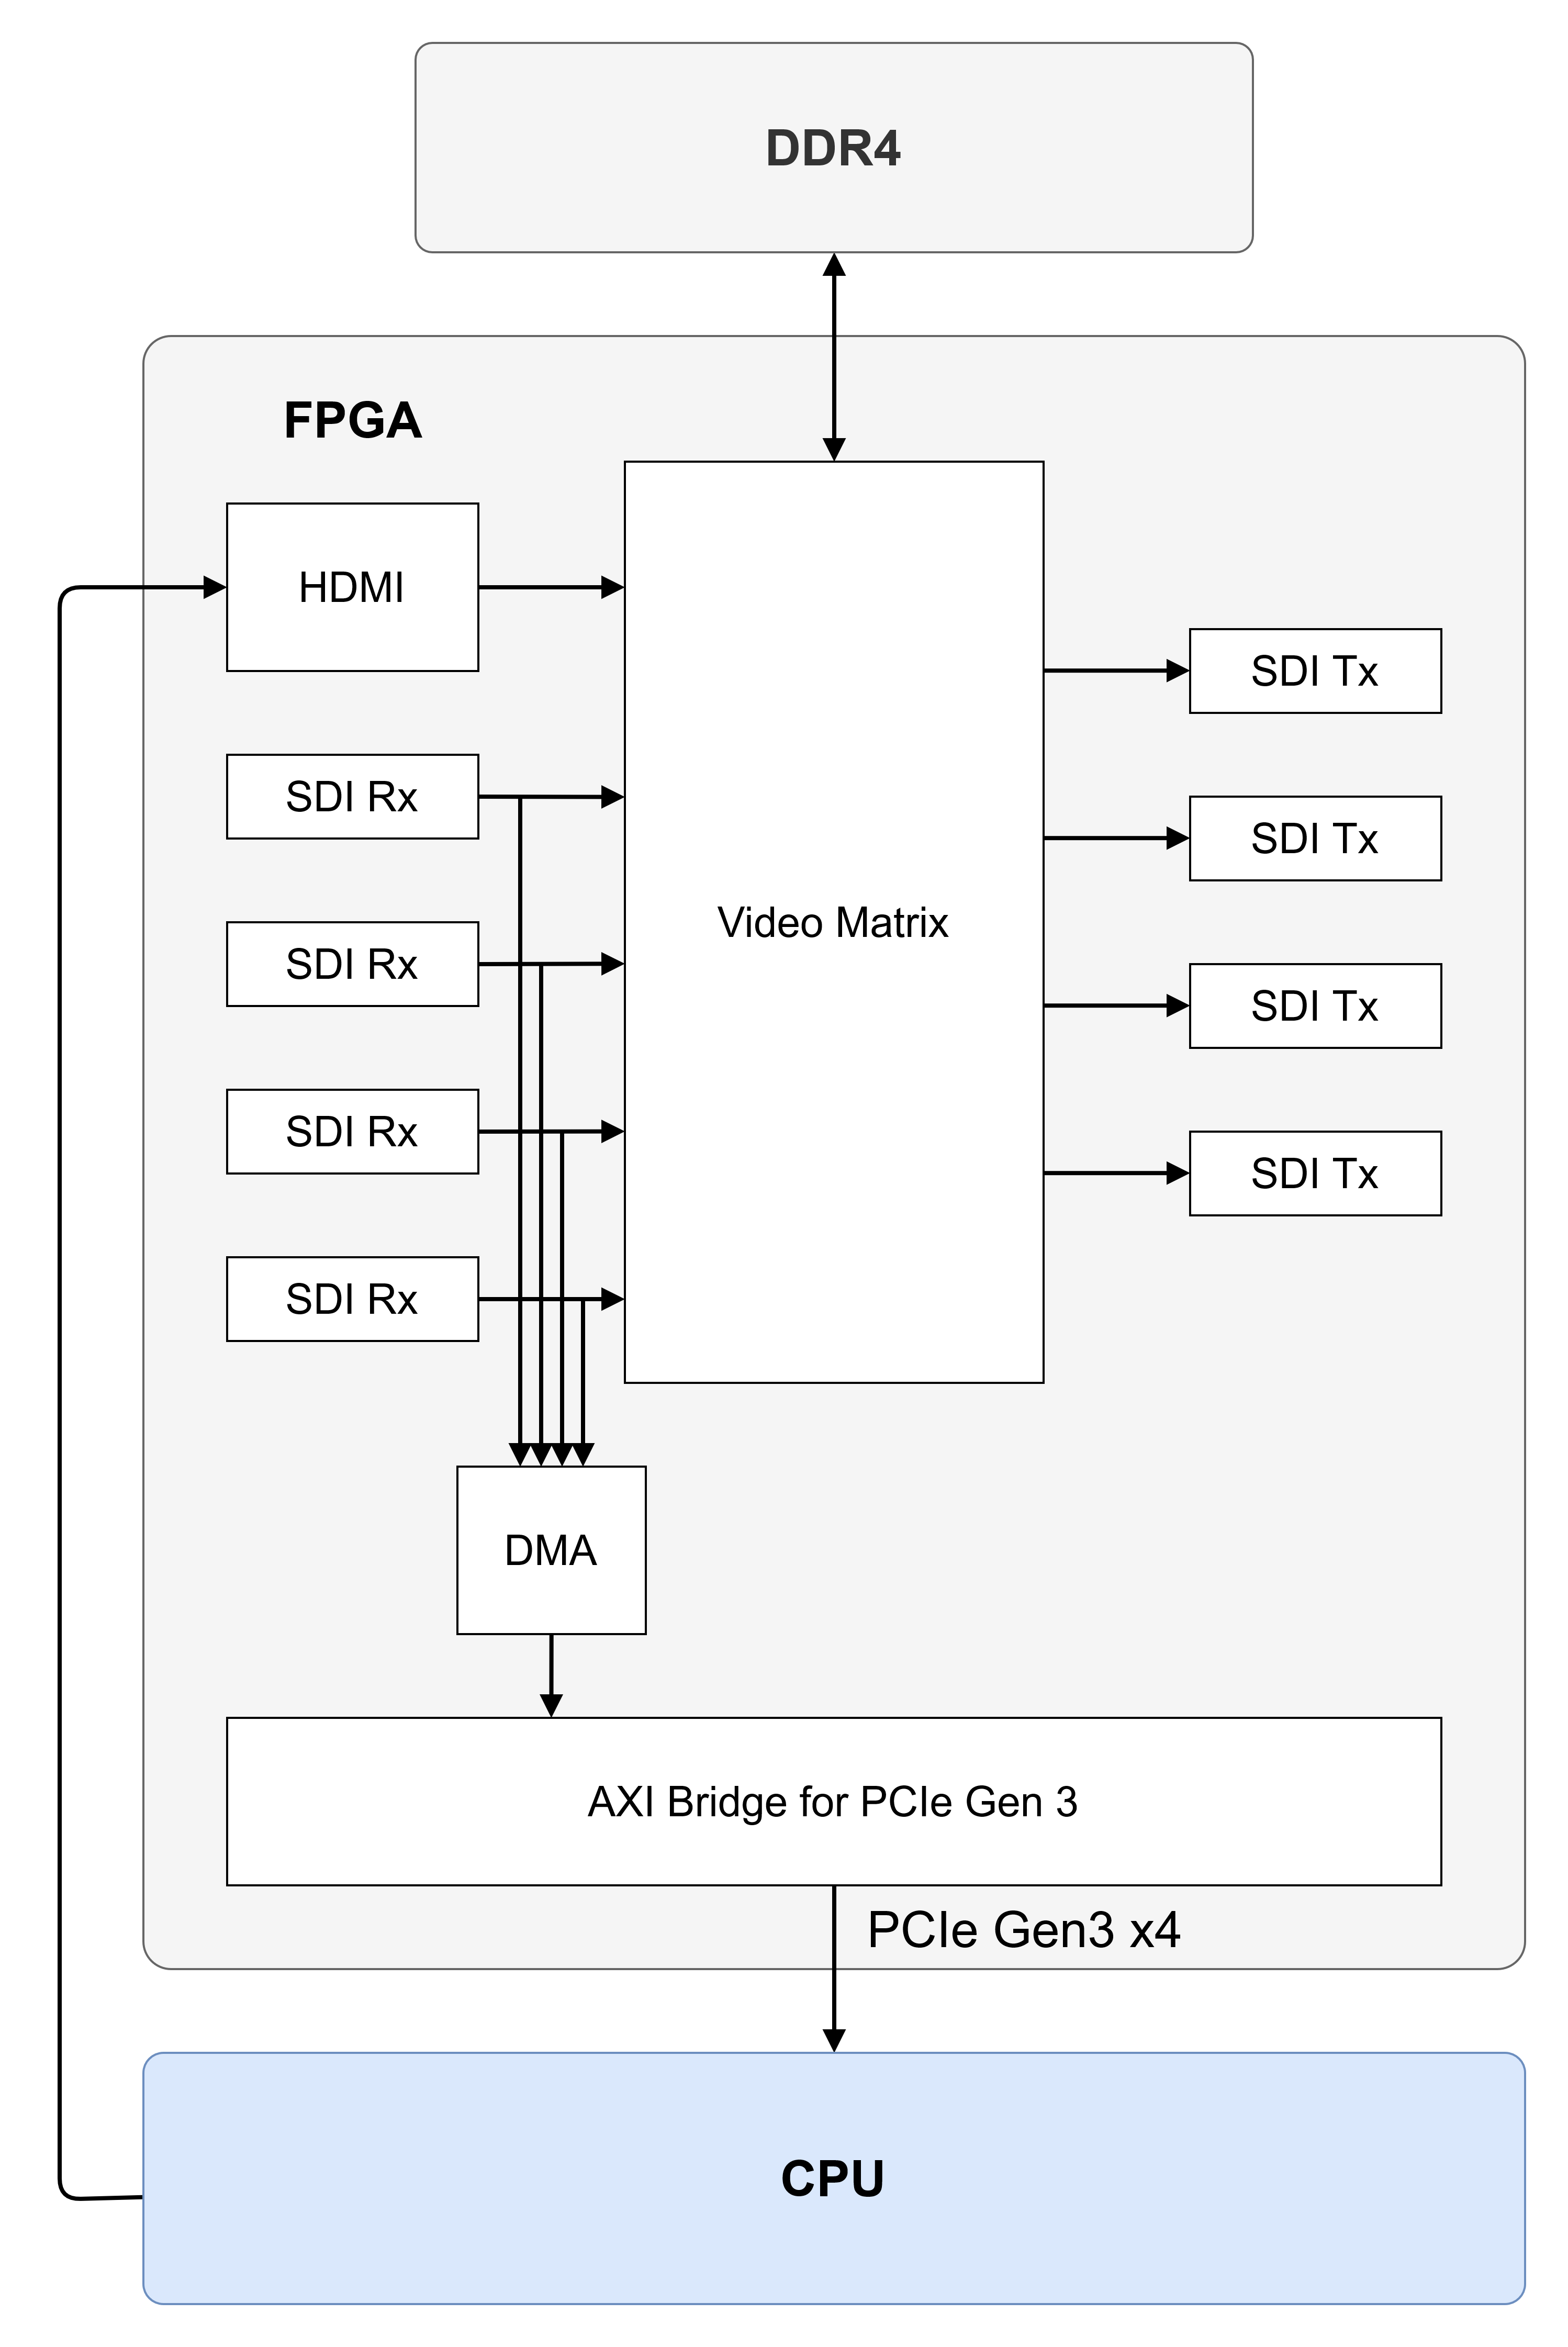 DDR4
FPGA
HDMI
SDI Tx
SDI Rx
SDI Tx
Video Matrix
SDI Rx
SDI Tx
SDI Rx
SDI Tx
SDI Rx
DMA
AXI Bridge for PCIe Gen 3
PCIe Gen3 x4
CPU